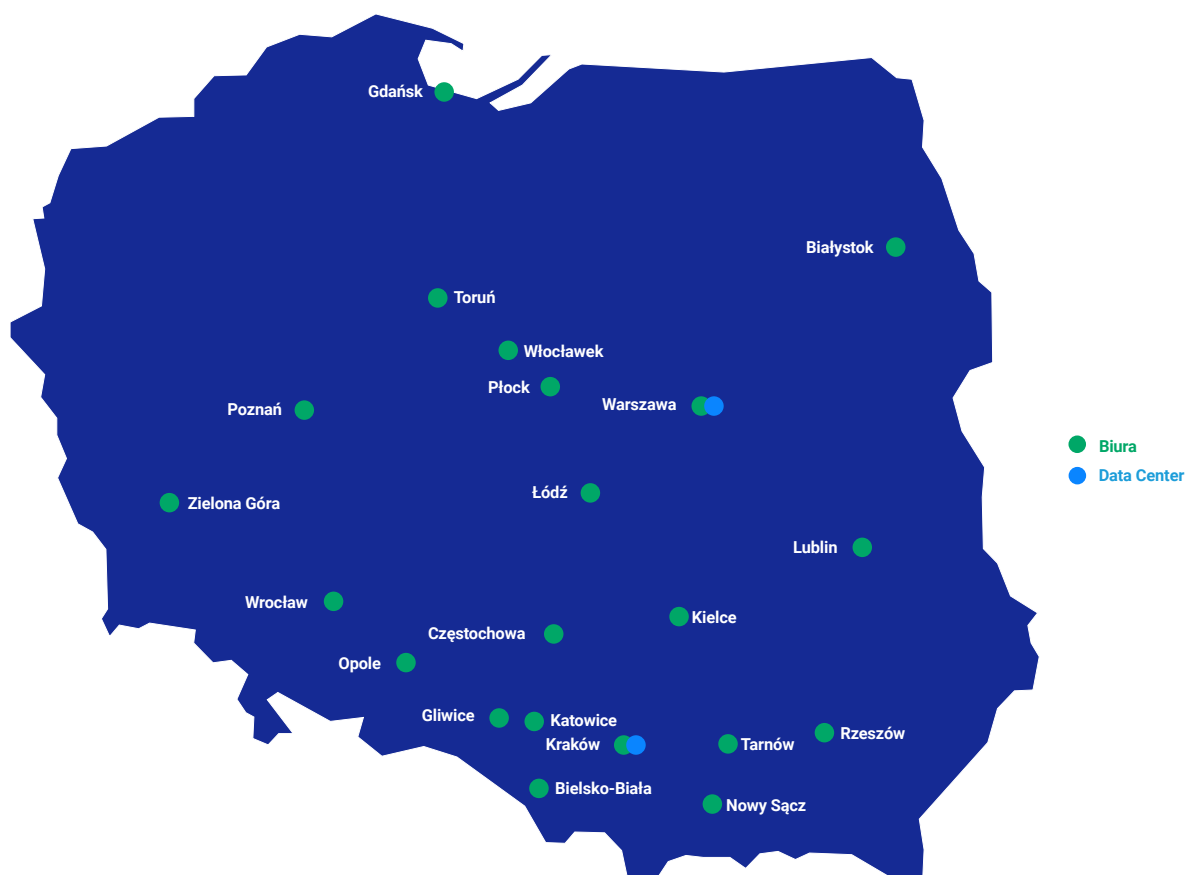 Gdańsk
Białystok
Toruń
Włocławek
Płock
Warszawa
Poznań
Biura
Data Center
Łódź
Zielona Góra
Lublin
Wrocław
Kielce
Częstochowa
Opole
Gliwice
Katowice
Rzeszów
Kraków
Tarnów
Bielsko-Biała
Nowy Sącz